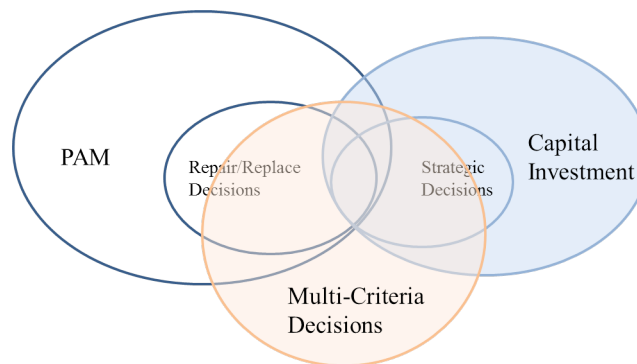 PAM
Repair/Replace
Decisions
Strategic
Decisions
Capital
Investment
Multi-Criteria
Decisions